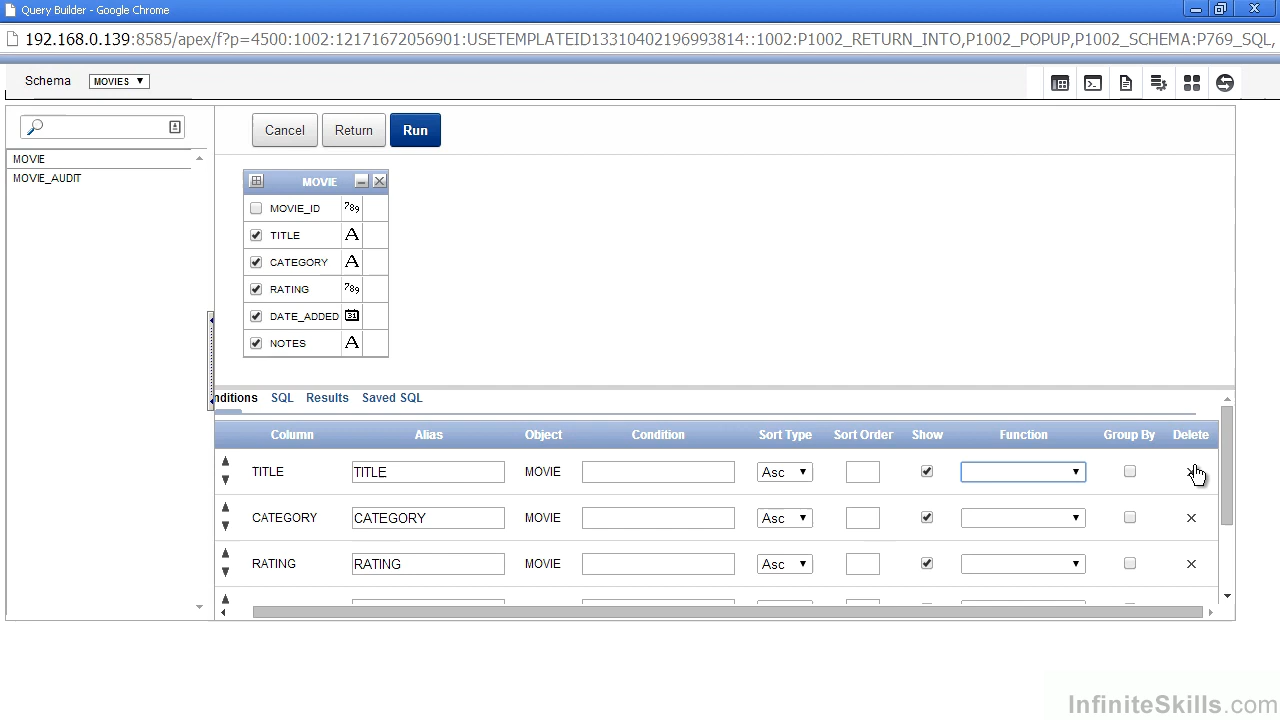 Query Builder - Google Chrome
192.168.0.139:8585/apex/f?p=4500:1002:12171672056901:USETEMPLATEID13310402196993814::1002:P1002_RETURN_INTO,P1002_POPUP,P1002_SCHEMA:P769_SQL,
Schema MOVIES
Cancel Return Run
MOVIE
MOVIE_AUDIT
MOVIE
MOVIE_ID 789
TITLE A
CATEGORY A
RATING 789
DATE_ADDED 31
NOTES A
nditions SQL Results Saved SQL
Column Alias Object Condition Sort Type Sort Order Show Function Group By Delete
TITLE TITLE MOVIE Asc
CATEGORY CATEGORY MOVIE Asc
RATING RATING MOVIE Asc
InfiniteSkills.com